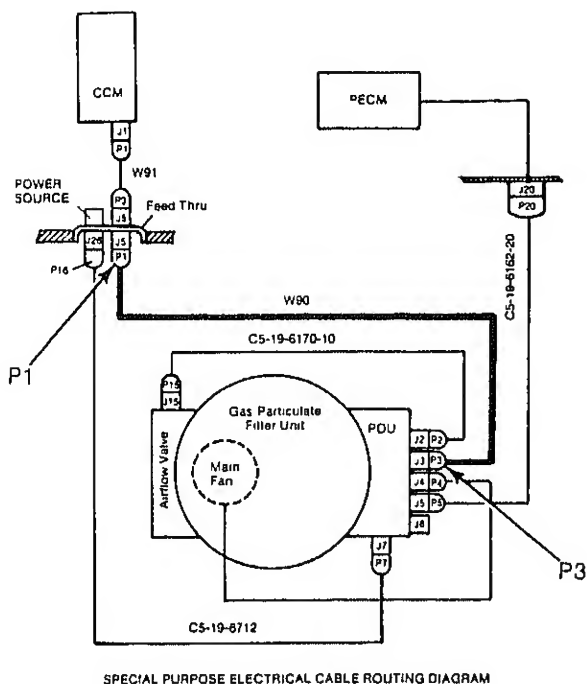 CCM
PECM
J1
P1
W91
POWER
SOURCE
P3
J5
Feed Thru
J26
J5
P1
P16
J20
P20
C5-19-6162-20
W90
P1
C5-19-6170-10
P15
J15
Airflow Valve
Gas Particulate
Filter Unit
Main
Fan
PDU
J2 P2
J3 P3
J4 P4
J5 P5
J6
J7
P7
P3
C5-19-6712
SPECIAL PURPOSE ELECTRICAL CABLE ROUTING DIAGRAM